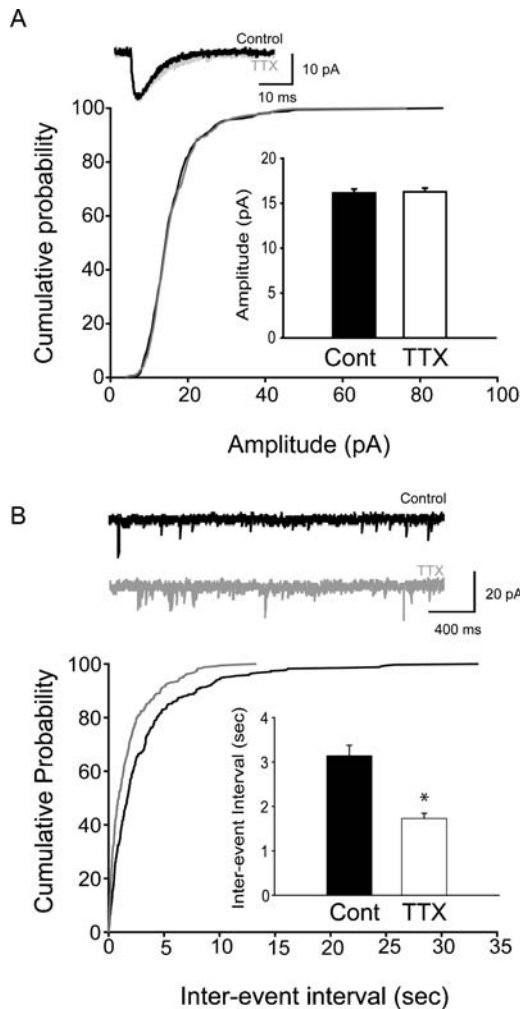 A
Control
TTX
10 pA
10 ms
100
80
60
40
20
0
Cumulative probability
20
15
10
5
0
Amplitude (pA)
Cont TTX
0 20 40 60 80 100
Amplitude (pA)
B
Control
TTX
20 pA
400 ms
100
80
60
40
20
0
Cumulative Probability
4
3
2
1
0
Inter-event Interval (sec)
*
Cont TTX
0 5 10 15 20 25 30 35
Inter-event interval (sec)